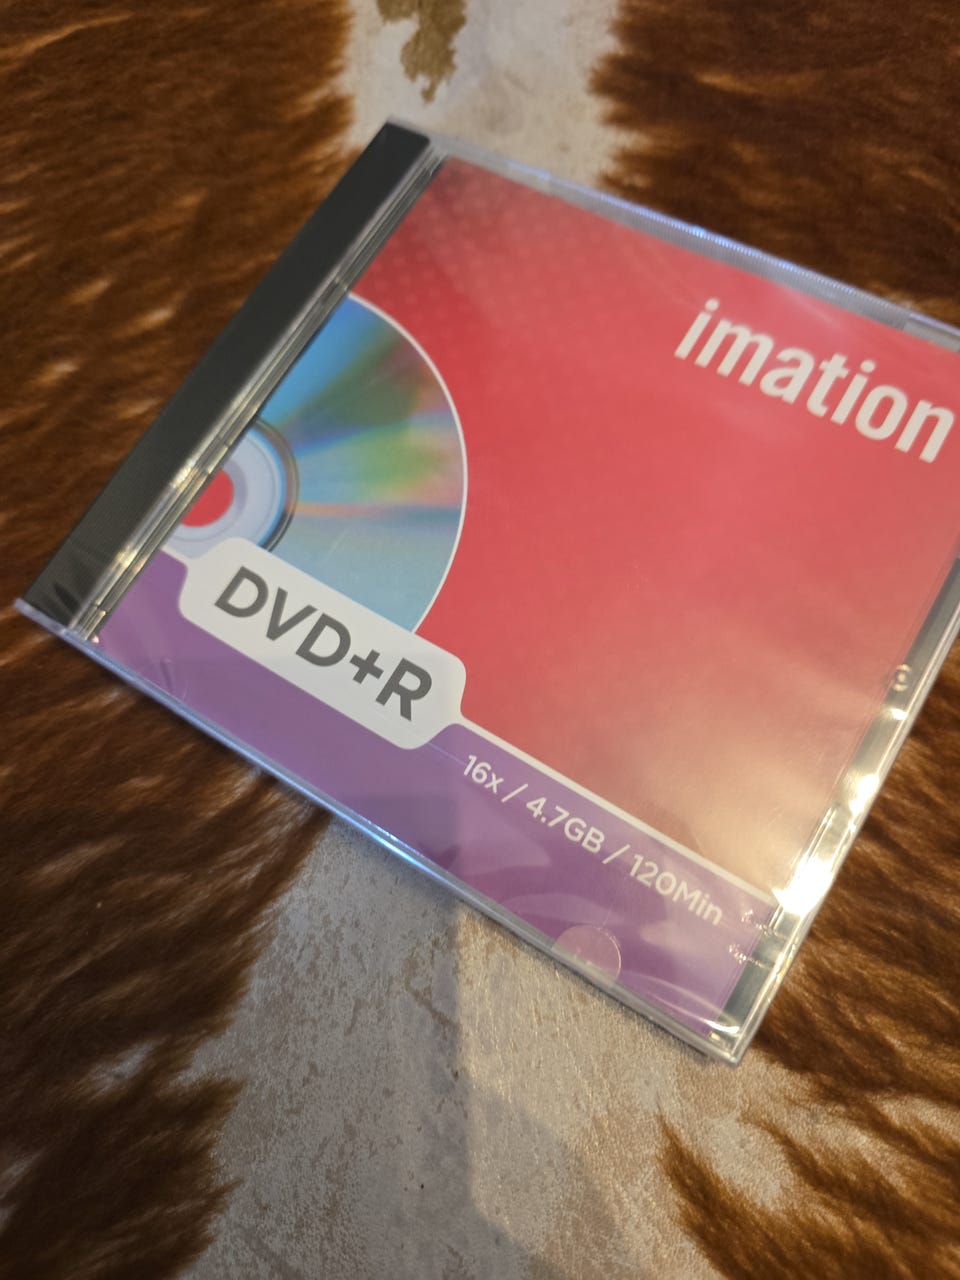 imation
DVD+R
16x / 4.7GB / 120Min